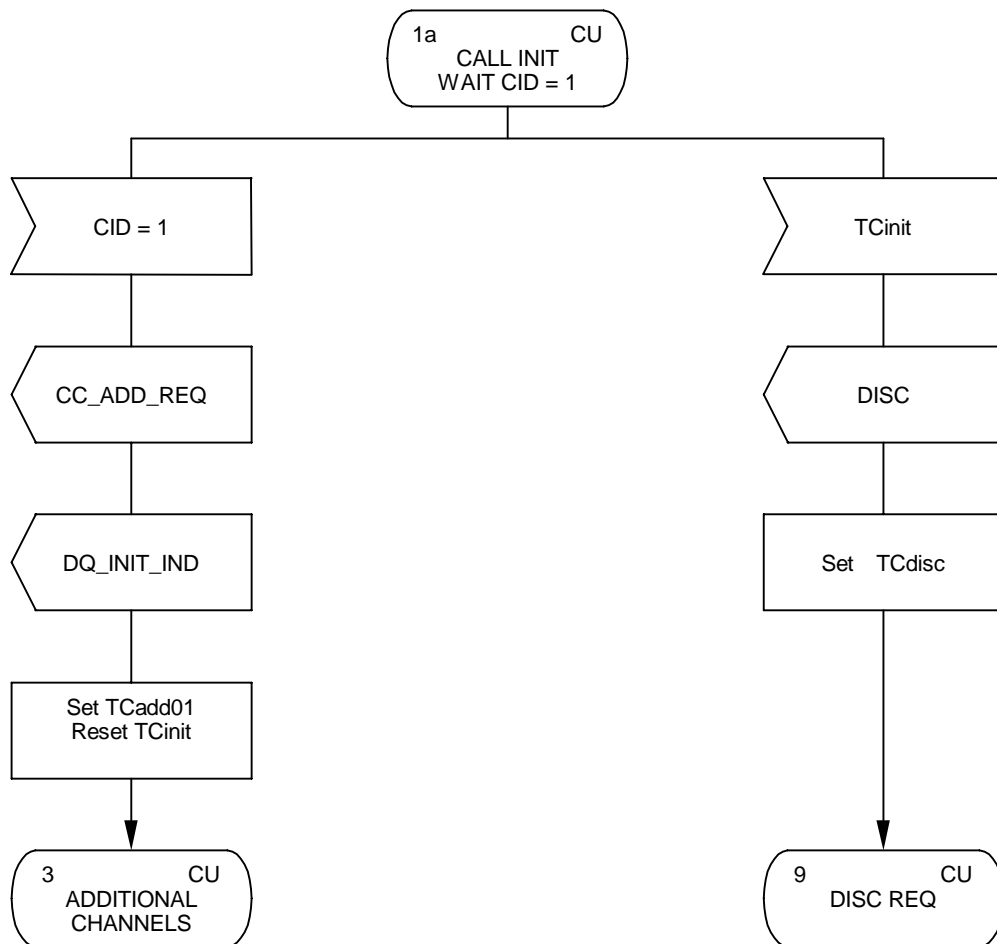 1a CU
CALL INIT
WAIT CID = 1
CID = 1
TCinit
CC_ADD_REQ
DISC
DQ_INIT_IND
Set TCdisc
Set TCadd01
Reset TCinit
3 CU
ADDITIONAL
CHANNELS
9 CU
DISC REQ